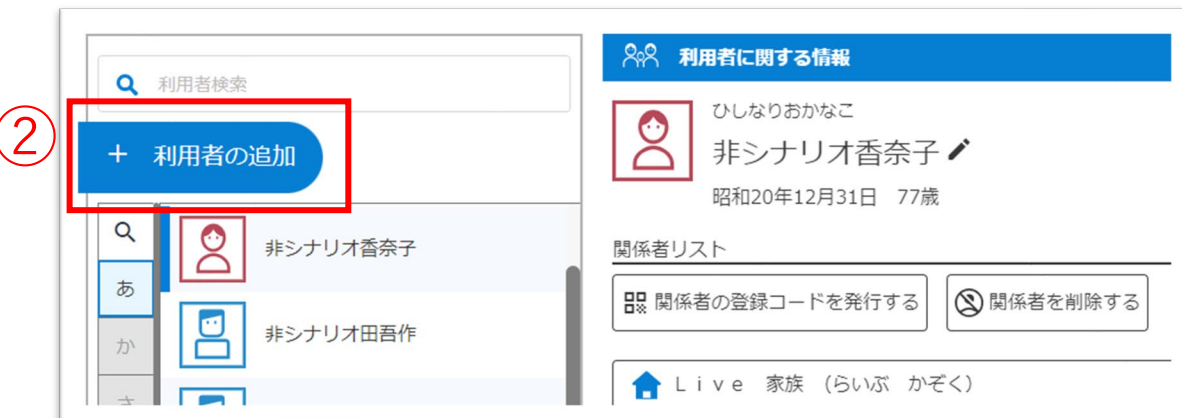 利用者検索
②
+ 利用者の追加
あ
か
さ
非シナリオ香奈子
非シナリオ田吾作
利用者に関する情報
ひしなりおかなこ
非シナリオ香奈子
昭和20年12月31日 77歳
関係者リスト
関係者の登録コードを発行する
関係者を削除する
Ｌｉｖｅ 家族 （らいぶ かぞく）